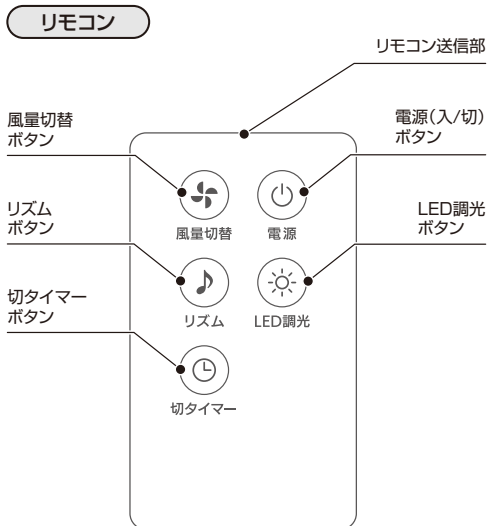 リモコン
リモコン送信部
風量切替
ボタン
電源(入/切)
ボタン
リズム
ボタン
LED調光
ボタン
切タイマー
ボタン
風量切替
電源
リズム
LED調光
切タイマー